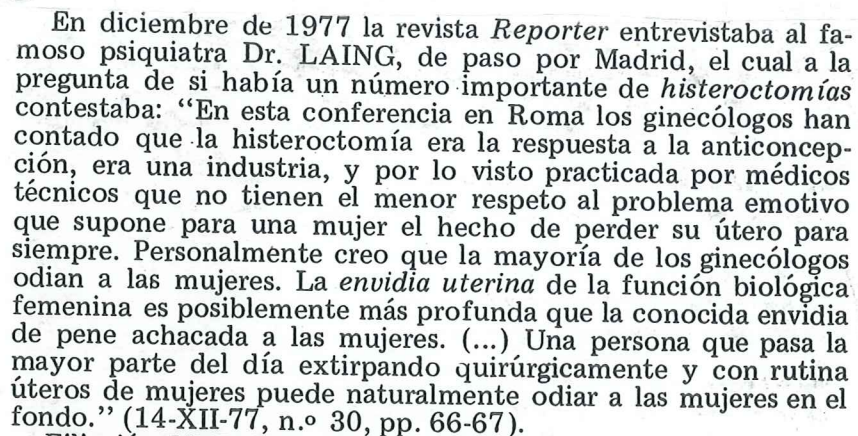 En diciembre de 1977 la revista Reporter entrevistaba al fa-
moso psiquiatra Dr. LAING, de paso por Madrid, el cual a la
pregunta de si había un número importante de histeroctomías
contestaba: “En esta conferencia en Roma los ginecólogos han
contado que la histeroctomía era la respuesta a la anticoncep-
ción, era una industria, y por lo visto practicada por médicos
técnicos que no tienen el menor respeto al problema emotivo
que supone para una mujer el hecho de perder su útero para
siempre. Personalmente creo que la mayoría de los ginecólogos
odian a las mujeres. La envidia uterina de la función biológica
femenina es posiblemente más profunda que la conocida envidia
de pene achacada a las mujeres. (...) Una persona que pasa la
mayor parte del día extirpando quirúrgicamente y con rutina
úteros de mujeres puede naturalmente odiar a las mujeres en el
fondo.” (14-XII-77, n.º 30, pp. 66-67).